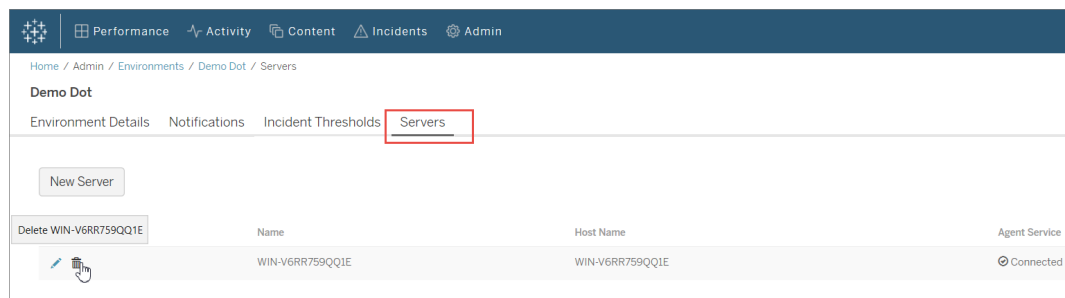 Performance Activity Content Incidents Admin
Home / Admin / Environments / Demo Dot / Servers
Demo Dot
Environment Details Notifications Incident Thresholds Servers
New Server
Delete WIN-V6RR759QQ1E Name Host Name Agent Service
WIN-V6RR759QQ1E WIN-V6RR759QQ1E Connected